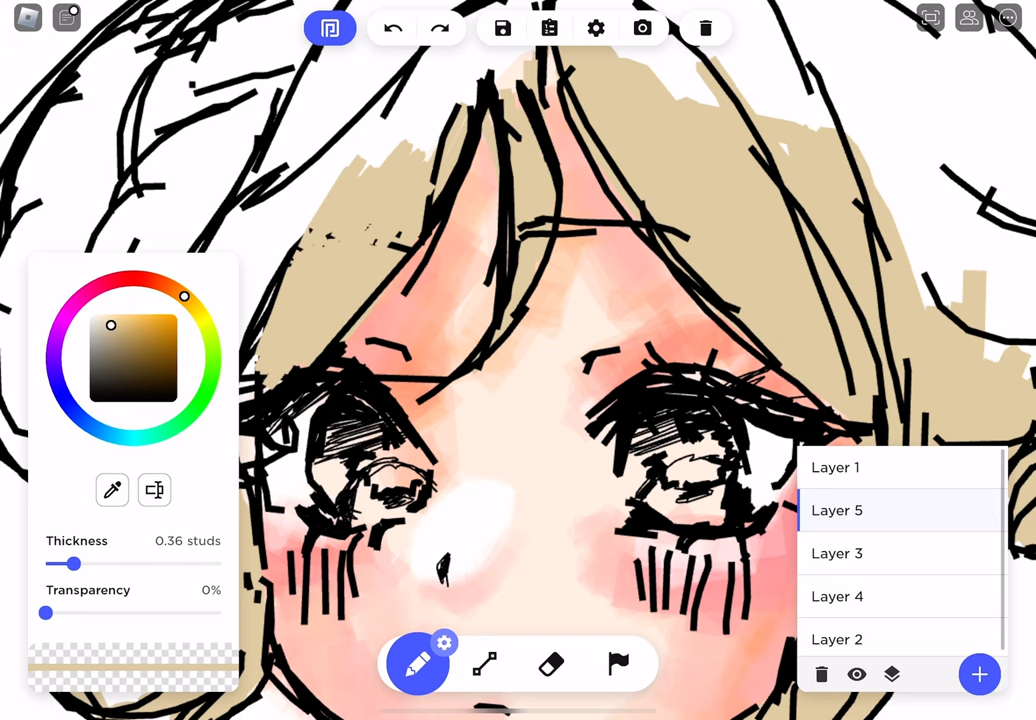 Thickness 0.36 studs
Transparency 0%
Layer 1
Layer 5
Layer 3
Layer 4
Layer 2